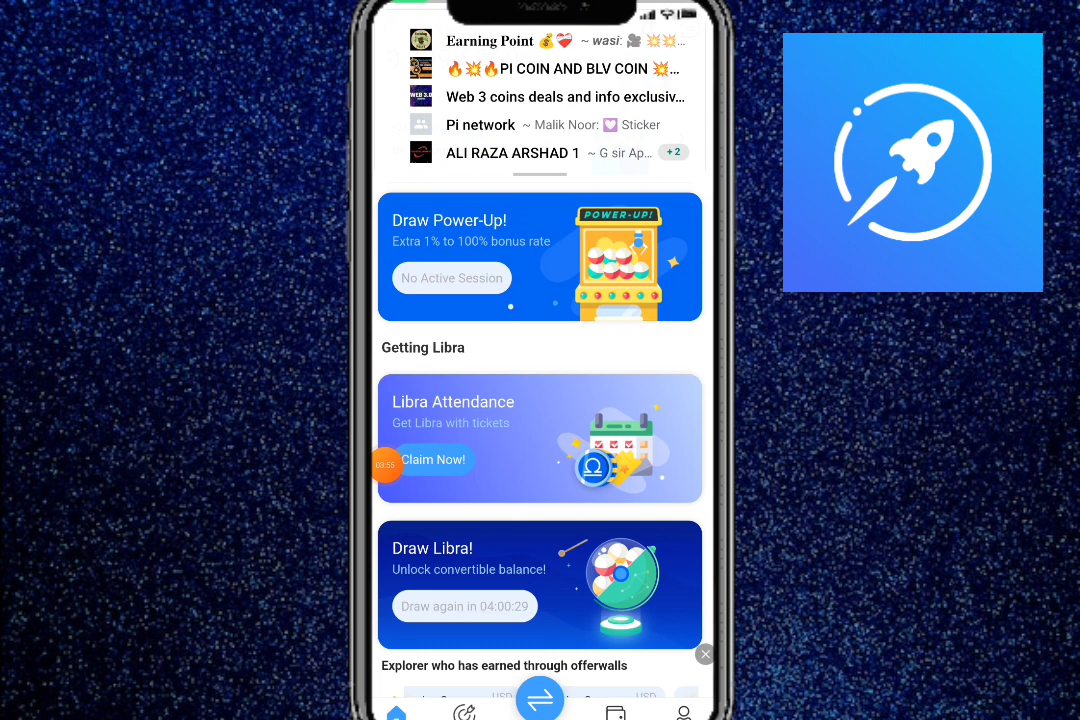 Earning Point 💰❤️‍🩹 ~ wasi: 🎥 💥💥...
🔥💥🔥PI COIN AND BLV COIN 💥...
WEB 3.0
Web 3 coins deals and info exclusiv...
Pi network ~ Malik Noor: 💟 Sticker
ALI RAZA ARSHAD 1 ~ G sir Ap... +2
Draw Power-Up!
Extra 1% to 100% bonus rate
No Active Session
POWER-UP!
Getting Libra
Libra Attendance
Get Libra with tickets
Claim Now!
03:55
Draw Libra!
Unlock convertible balance!
Draw again in 04:00:29
Explorer who has earned through offerwalls
USD
USD